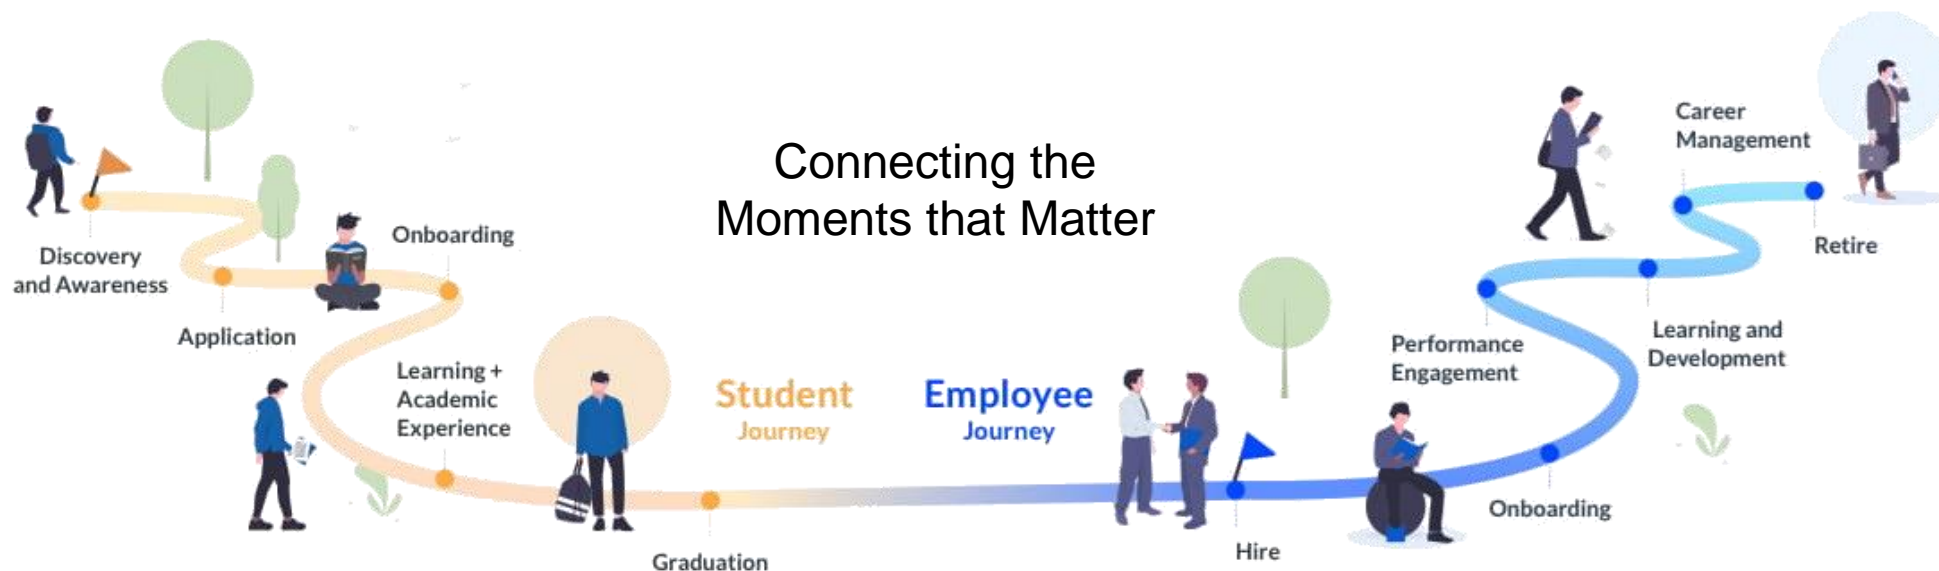 Connecting the
Moments that Matter
Discovery
and Awareness
Application
Onboarding
Learning +
Academic
Experience
Graduation
Student
Journey
Employee
Journey
Hire
Onboarding
Performance
Engagement
Learning and
Development
Career
Management
Retire